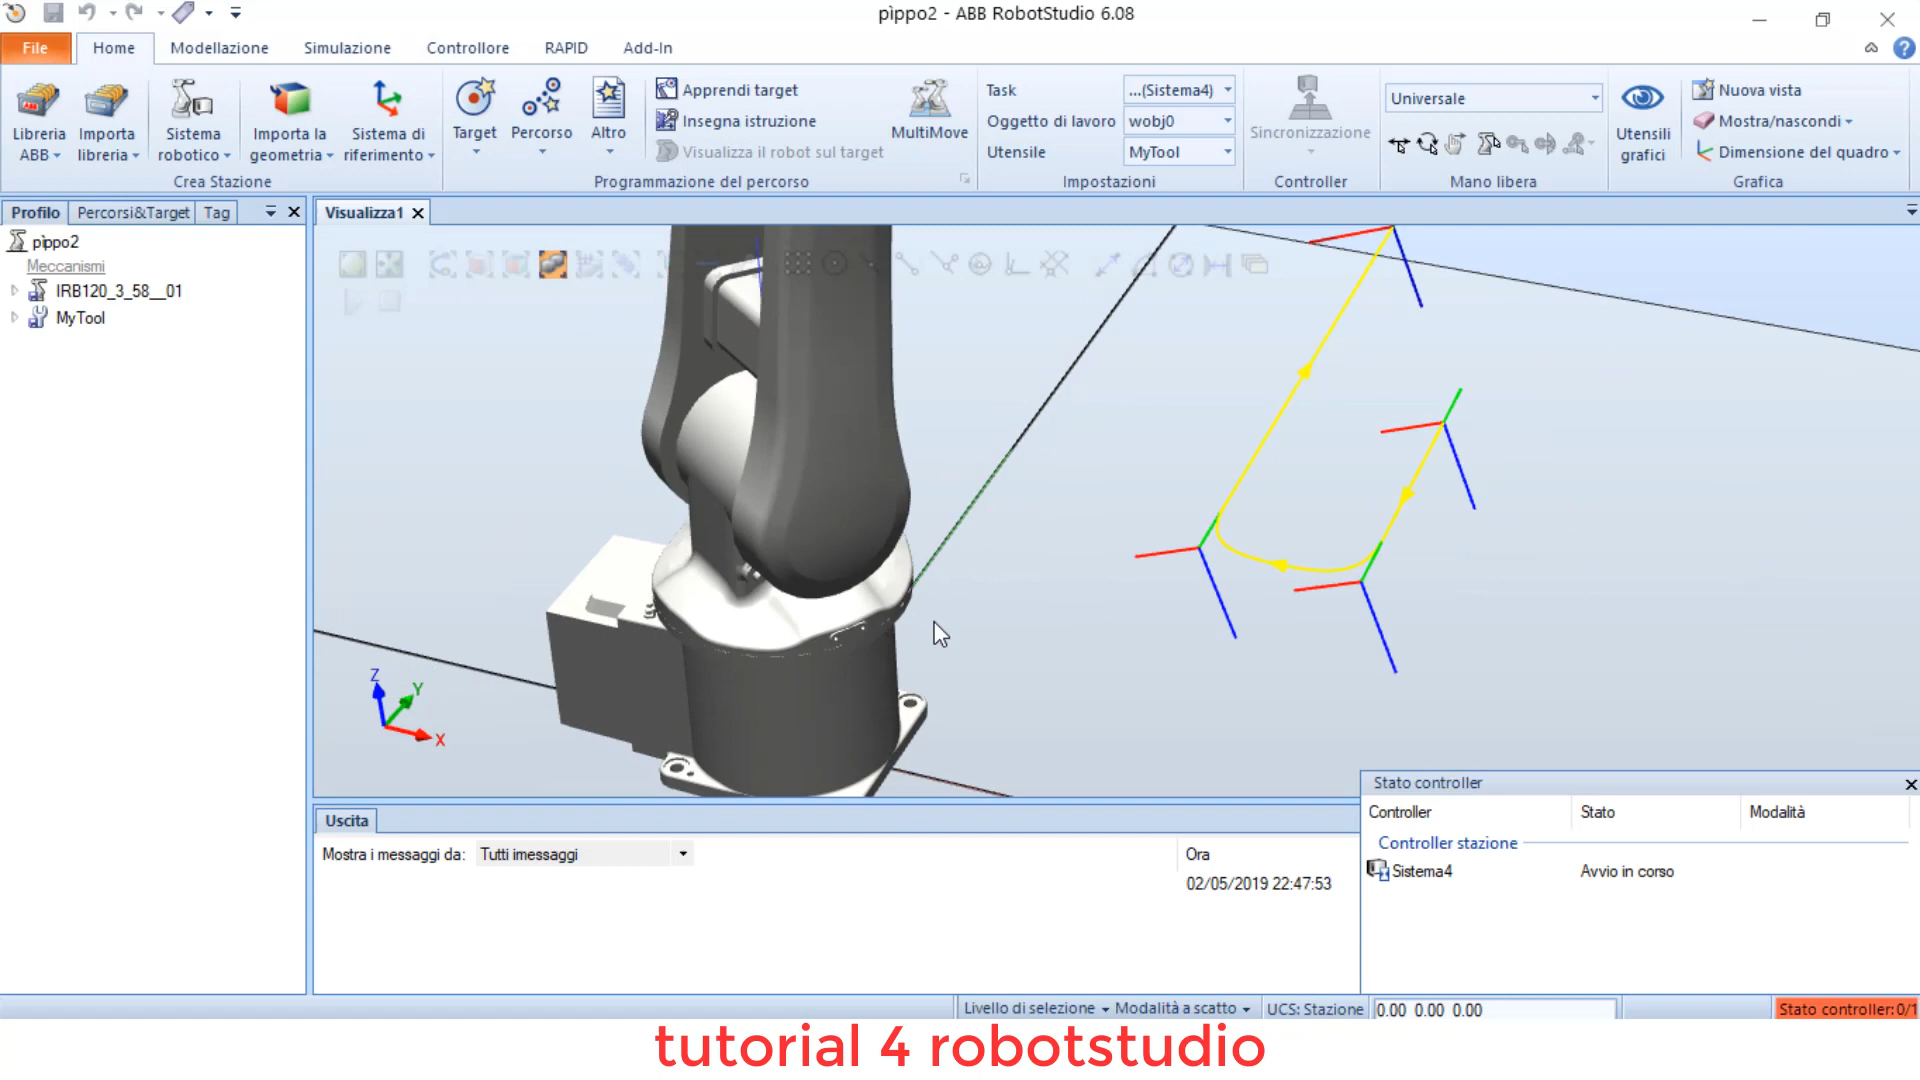 pìppo2 - ABB RobotStudio 6.08
File Home Modellazione Simulazione Controllore RAPID Add-In
Libreria ABB
Importa libreria
Sistema robotico
Importa la geometria
Sistema di riferimento
Crea Stazione
Target
Percorso
Altro
Apprendi target
Insegna istruzione
Visualizza il robot sul target
MultiMove
Programmazione del percorso
Task ...(Sistema4)
Oggetto di lavoro wobj0
Utensile MyTool
Impostazioni
Sincronizzazione
Controller
Universale
Mano libera
Utensili grafici
Nuova vista
Mostra/nascondi
Dimensione del quadro
Grafica
Profilo Percorsi&Target Tag
Visualizza1
pìppo2
Meccanismi
IRB120_3_58__01
MyTool
Z
Y
X
Uscita
Mostra i messaggi da: Tutti imessaggi
Ora
02/05/2019 22:47:53
Stato controller
Controller Stato Modalità
Controller stazione
Sistema4 Avvio in corso
Livello di selezione Modalità a scatto UCS: Stazione 0.00 0.00 0.00 Stato controller: 0/1
tutorial 4 robotstudio